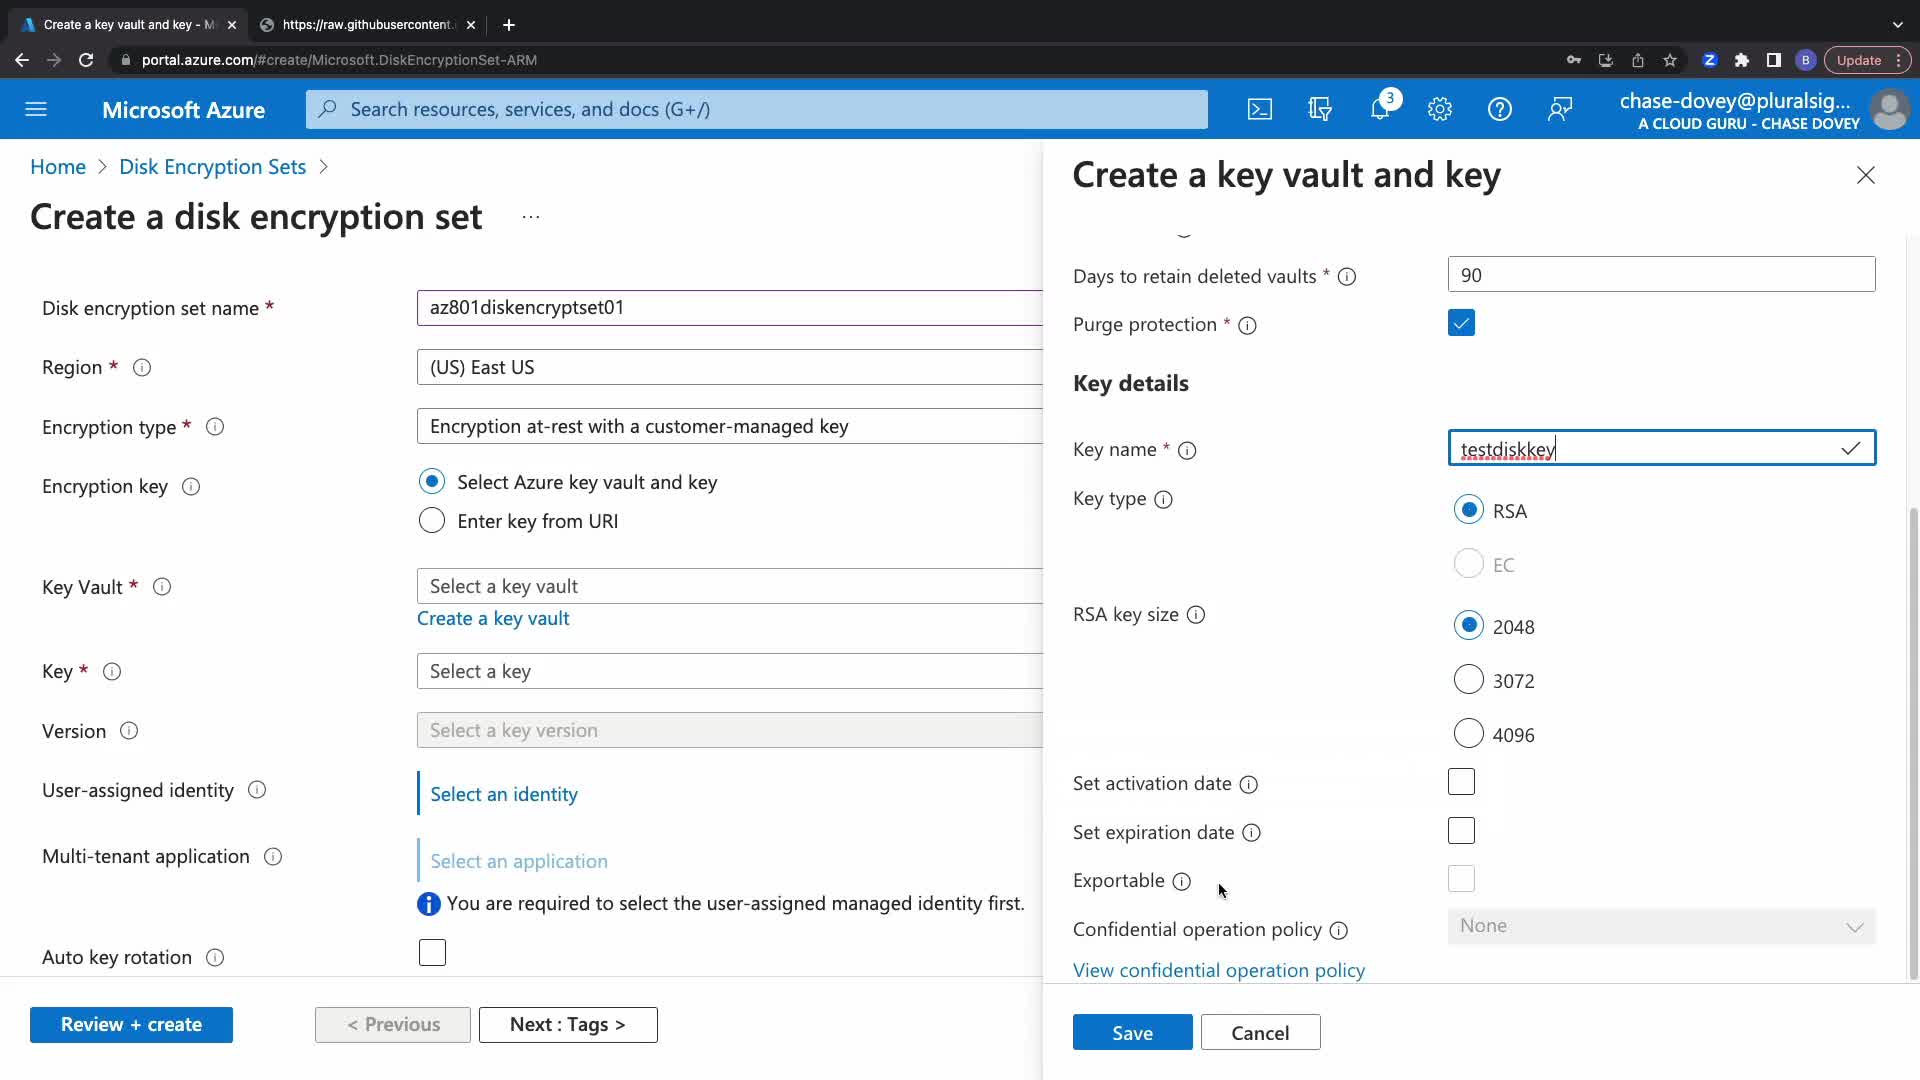 Create a key vault and key - M
https://raw.githubusercontent.
portal.azure.com/#create/Microsoft.DiskEncryptionSet-ARM
Z
B
Update
Microsoft Azure
Search resources, services, and docs (G+/)
3
chase-dovey@pluralsig...
A CLOUD GURU - CHASE DOVEY
Home > Disk Encryption Sets >
Create a disk encryption set ...
Disk encryption set name *
az801diskencryptset01
Region *
(US) East US
Encryption type *
Encryption at-rest with a customer-managed key
Encryption key
Select Azure key vault and key
Enter key from URI
Key Vault *
Select a key vault
Create a key vault
Key *
Select a key
Version
Select a key version
User-assigned identity
Select an identity
Multi-tenant application
Select an application
You are required to select the user-assigned managed identity first.
Auto key rotation
Review + create
< Previous
Next : Tags >
Create a key vault and key
Days to retain deleted vaults *
90
Purge protection *
Key details
Key name *
testdiskkey
Key type
RSA
EC
RSA key size
2048
3072
4096
Set activation date
Set expiration date
Exportable
Confidential operation policy
None
View confidential operation policy
Save
Cancel